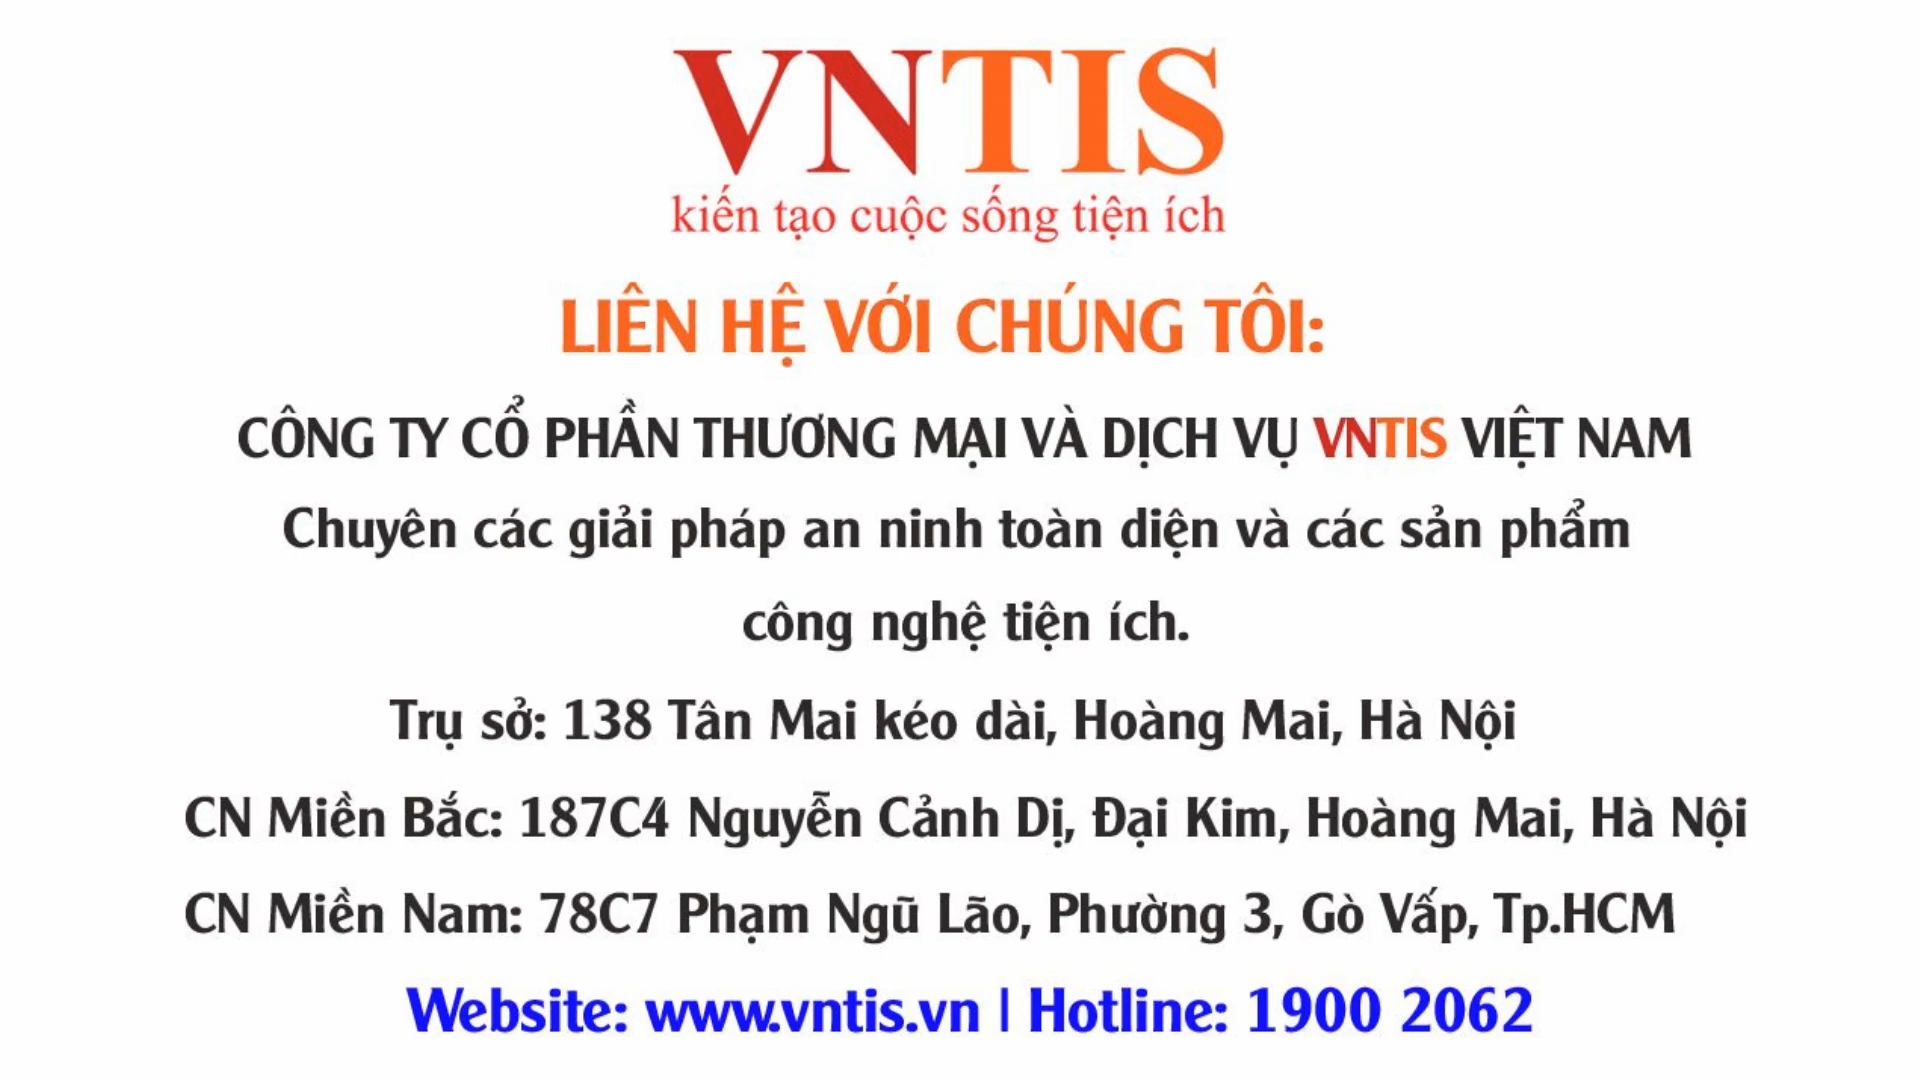 VNTIS
kiến tạo cuộc sống tiện ích
LIÊN HỆ VỚI CHÚNG TÔI:
CÔNG TY CỔ PHẦN THƯƠNG MẠI VÀ DỊCH VỤ VNTIS VIỆT NAM
Chuyên các giải pháp an ninh toàn diện và các sản phẩm
công nghệ tiện ích.
Trụ sở: 138 Tân Mai kéo dài, Hoàng Mai, Hà Nội
CN Miền Bắc: 187C4 Nguyễn Cảnh Dị, Đại Kim, Hoàng Mai, Hà Nội
CN Miền Nam: 78C7 Phạm Ngũ Lão, Phường 3, Gò Vấp, Tp.HCM
Website: www.vntis.vn | Hotline: 1900 2062